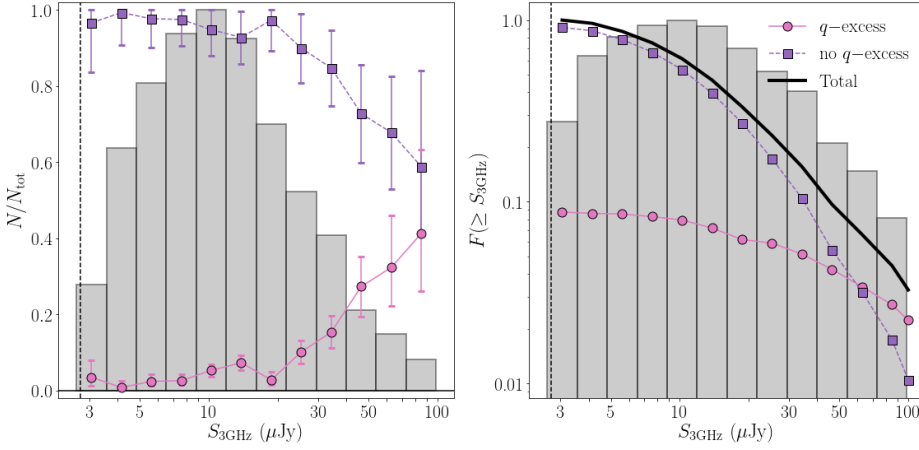 1.0
0.8
0.6
0.4
0.2
0.0
N/N_tot
3 5 10 30 50 100
S_3GHz (μJy)
1.0
0.1
0.01
F(≥ S_3GHz)
q−excess
no q−excess
Total
3 5 10 30 50 100
S_3GHz (μJy)